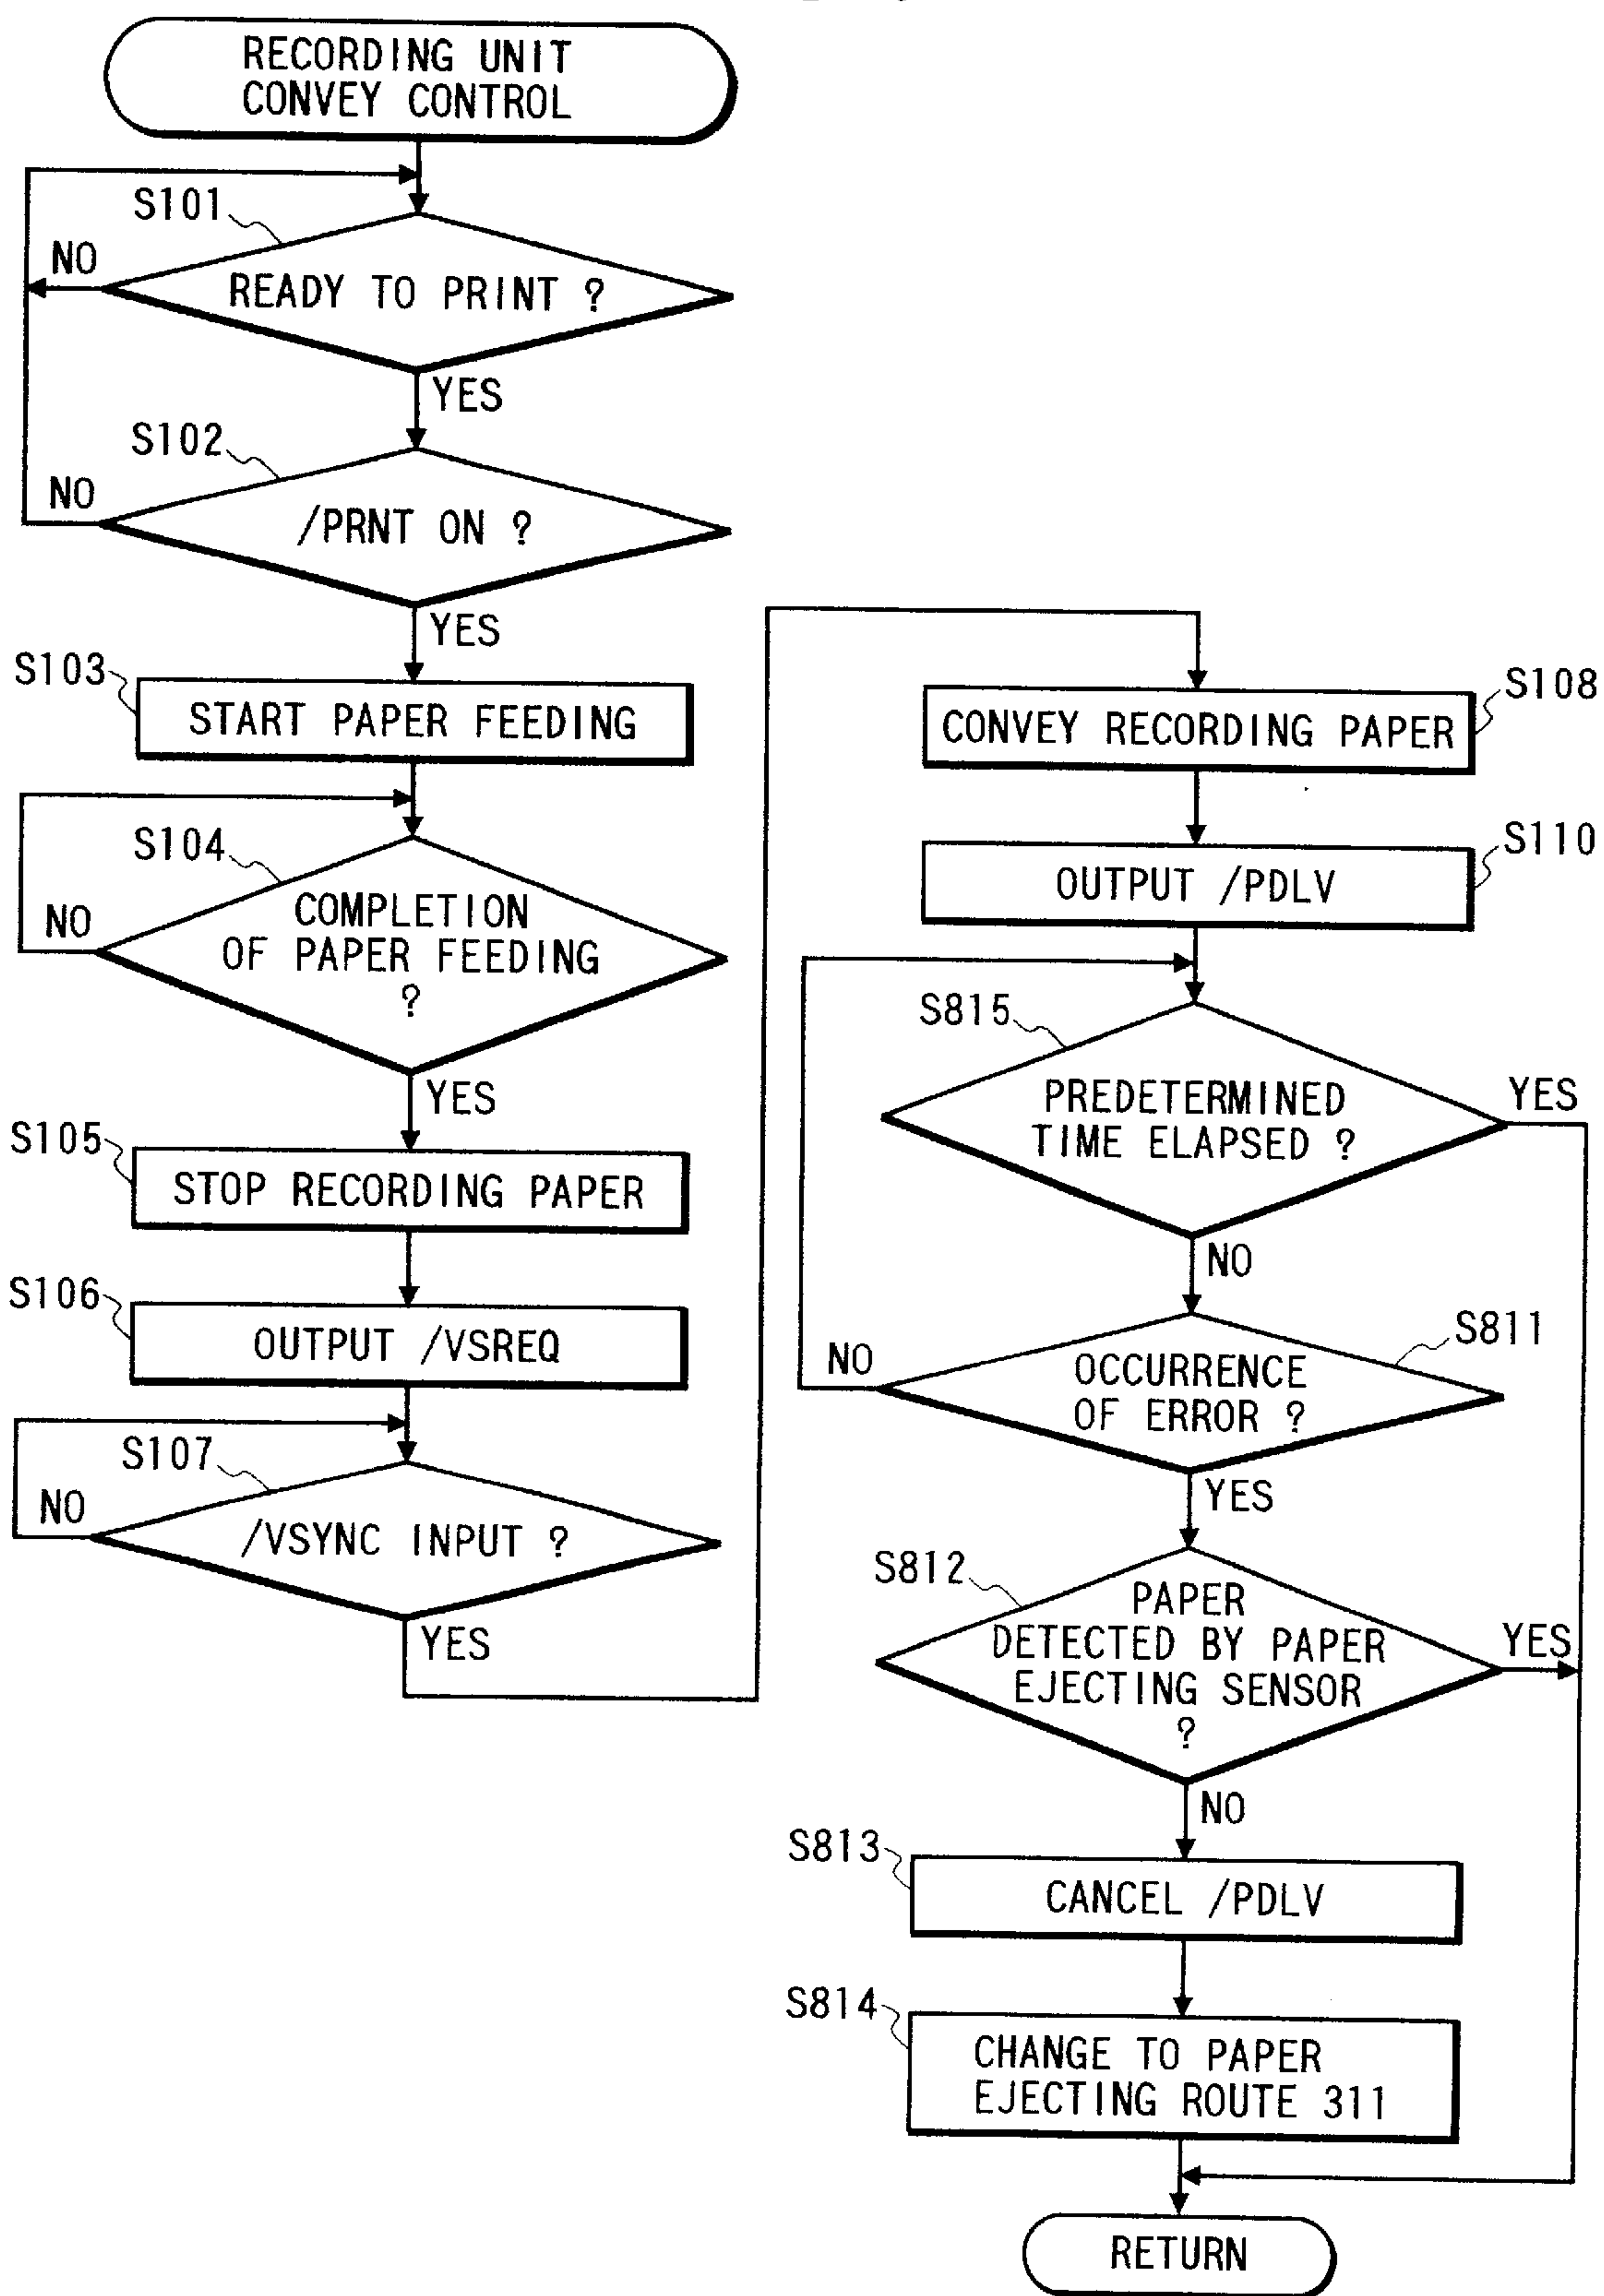 RECORDING UNIT
CONVEY CONTROL
S101
NO
READY TO PRINT ?
YES
S102
NO
/PRNT ON ?
YES
S103
START PAPER FEEDING
S104
NO
COMPLETION
OF PAPER FEEDING
?
YES
S105
STOP RECORDING PAPER
S106
OUTPUT /VSREQ
S107
NO
/VSYNC INPUT ?
YES
S108
CONVEY RECORDING PAPER
S110
OUTPUT /PDLV
S815
PREDETERMINED
TIME ELAPSED ?
YES
NO
S811
NO
OCCURRENCE
OF ERROR ?
YES
S812
PAPER
DETECTED BY PAPER
EJECTING SENSOR
?
YES
NO
S813
CANCEL /PDLV
S814
CHANGE TO PAPER
EJECTING ROUTE 311
RETURN